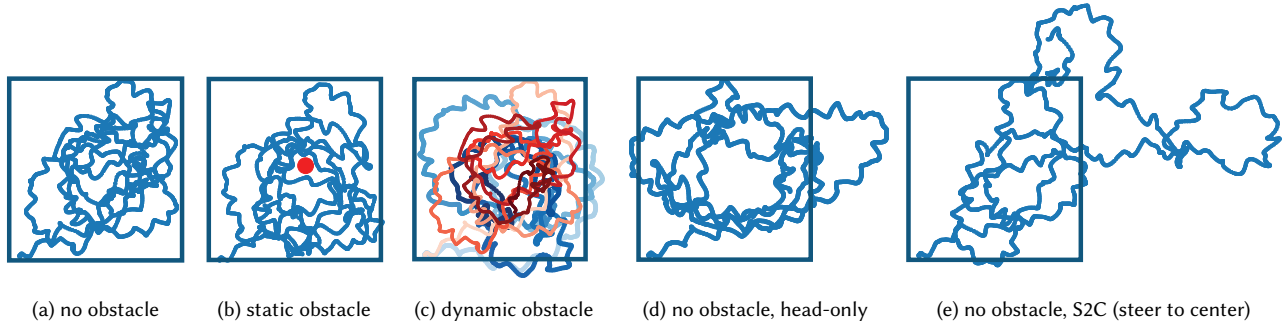 (a) no obstacle
(b) static obstacle
(c) dynamic obstacle
(d) no obstacle, head-only
(e) no obstacle, S2C (steer to center)